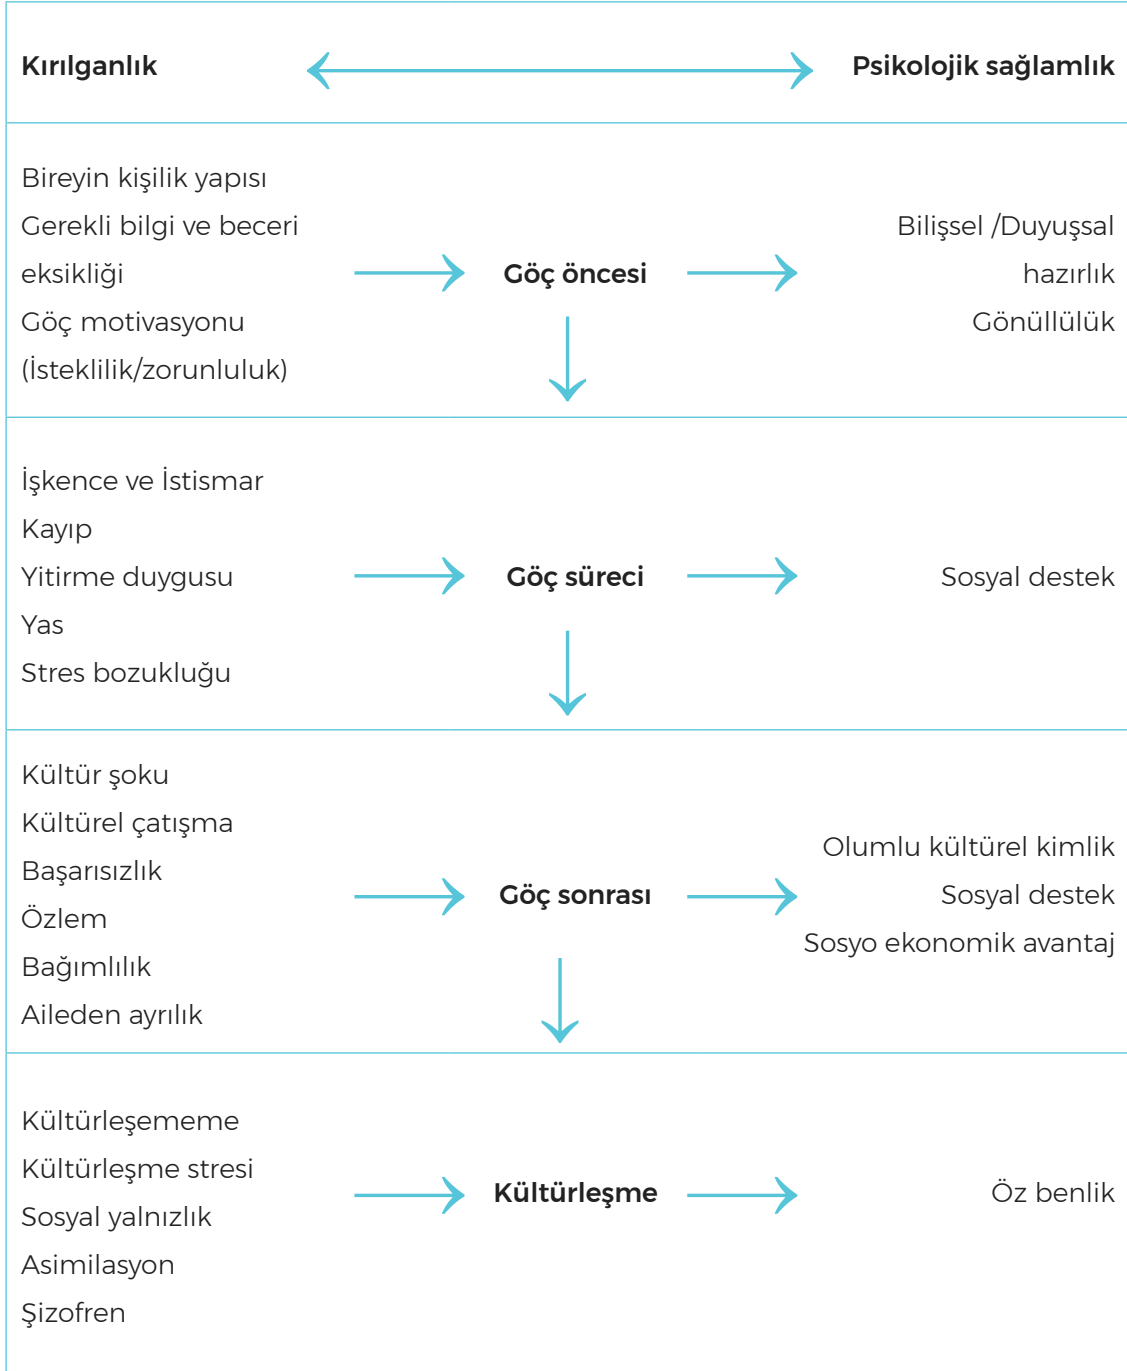 Kırılganlık
Psikolojik sağlamlık
Bireyin kişilik yapısı
Gerekli bilgi ve beceri
eksikliği
Göç motivasyonu
(İsteklilik/zorunluluk)
Göç öncesi
Bilişsel /Duyuşsal
hazırlık
Gönüllülük
İşkence ve İstismar
Kayıp
Yitirme duygusu
Yas
Stres bozukluğu
Göç süreci
Sosyal destek
Kültür şoku
Kültürel çatışma
Başarısızlık
Özlem
Bağımlılık
Aileden ayrılık
Göç sonrası
Olumlu kültürel kimlik
Sosyal destek
Sosyo ekonomik avantaj
Kültürleşememe
Kültürleşme stresi
Sosyal yalnızlık
Asimilasyon
Şizofren
Kültürleşme
Öz benlik